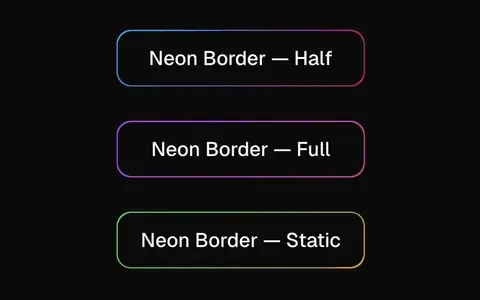 Neon Border — Half
Neon Border — Full
Neon Border — Static